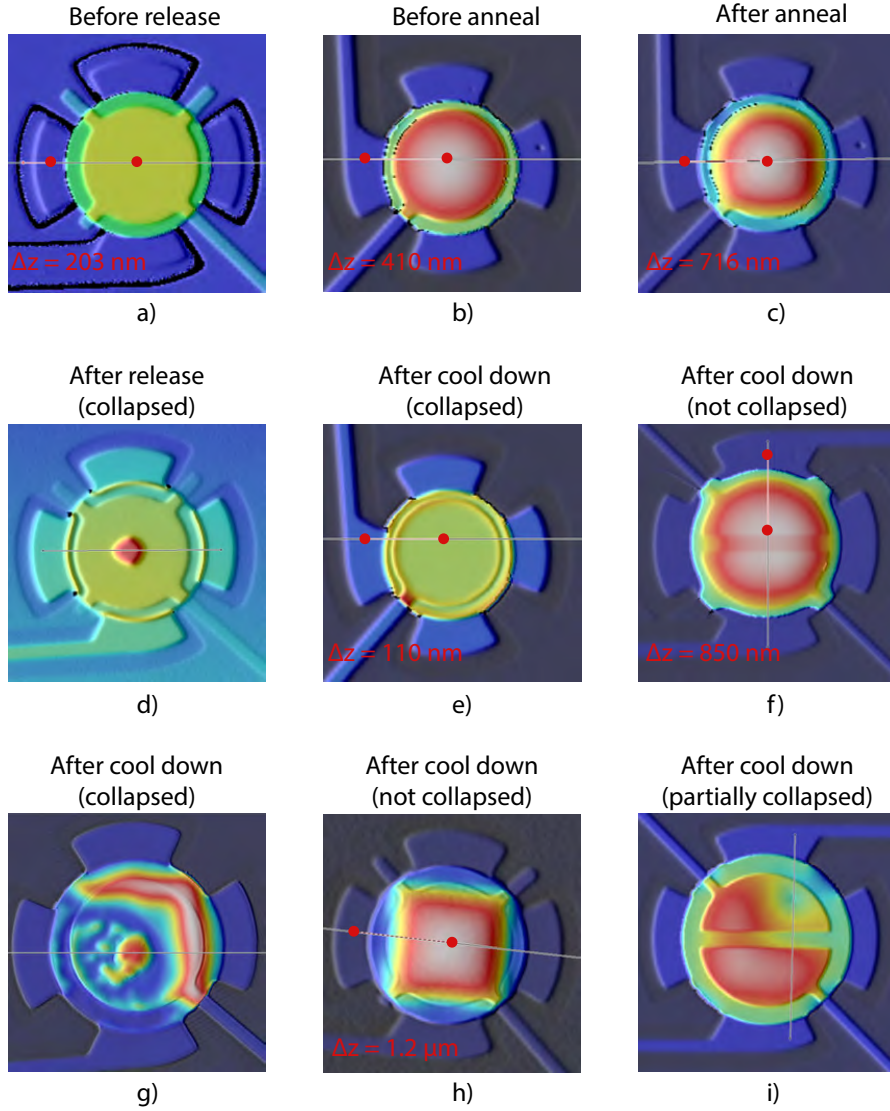 Before release
Before anneal
After anneal
Δz = 203 nm
Δz = 410 nm
Δz = 716 nm
a)
b)
c)
After release
(collapsed)
After cool down
(collapsed)
After cool down
(not collapsed)
Δz = 110 nm
Δz = 850 nm
d)
e)
f)
After cool down
(collapsed)
After cool down
(not collapsed)
After cool down
(partially collapsed)
Δz = 1.2 μm
g)
h)
i)